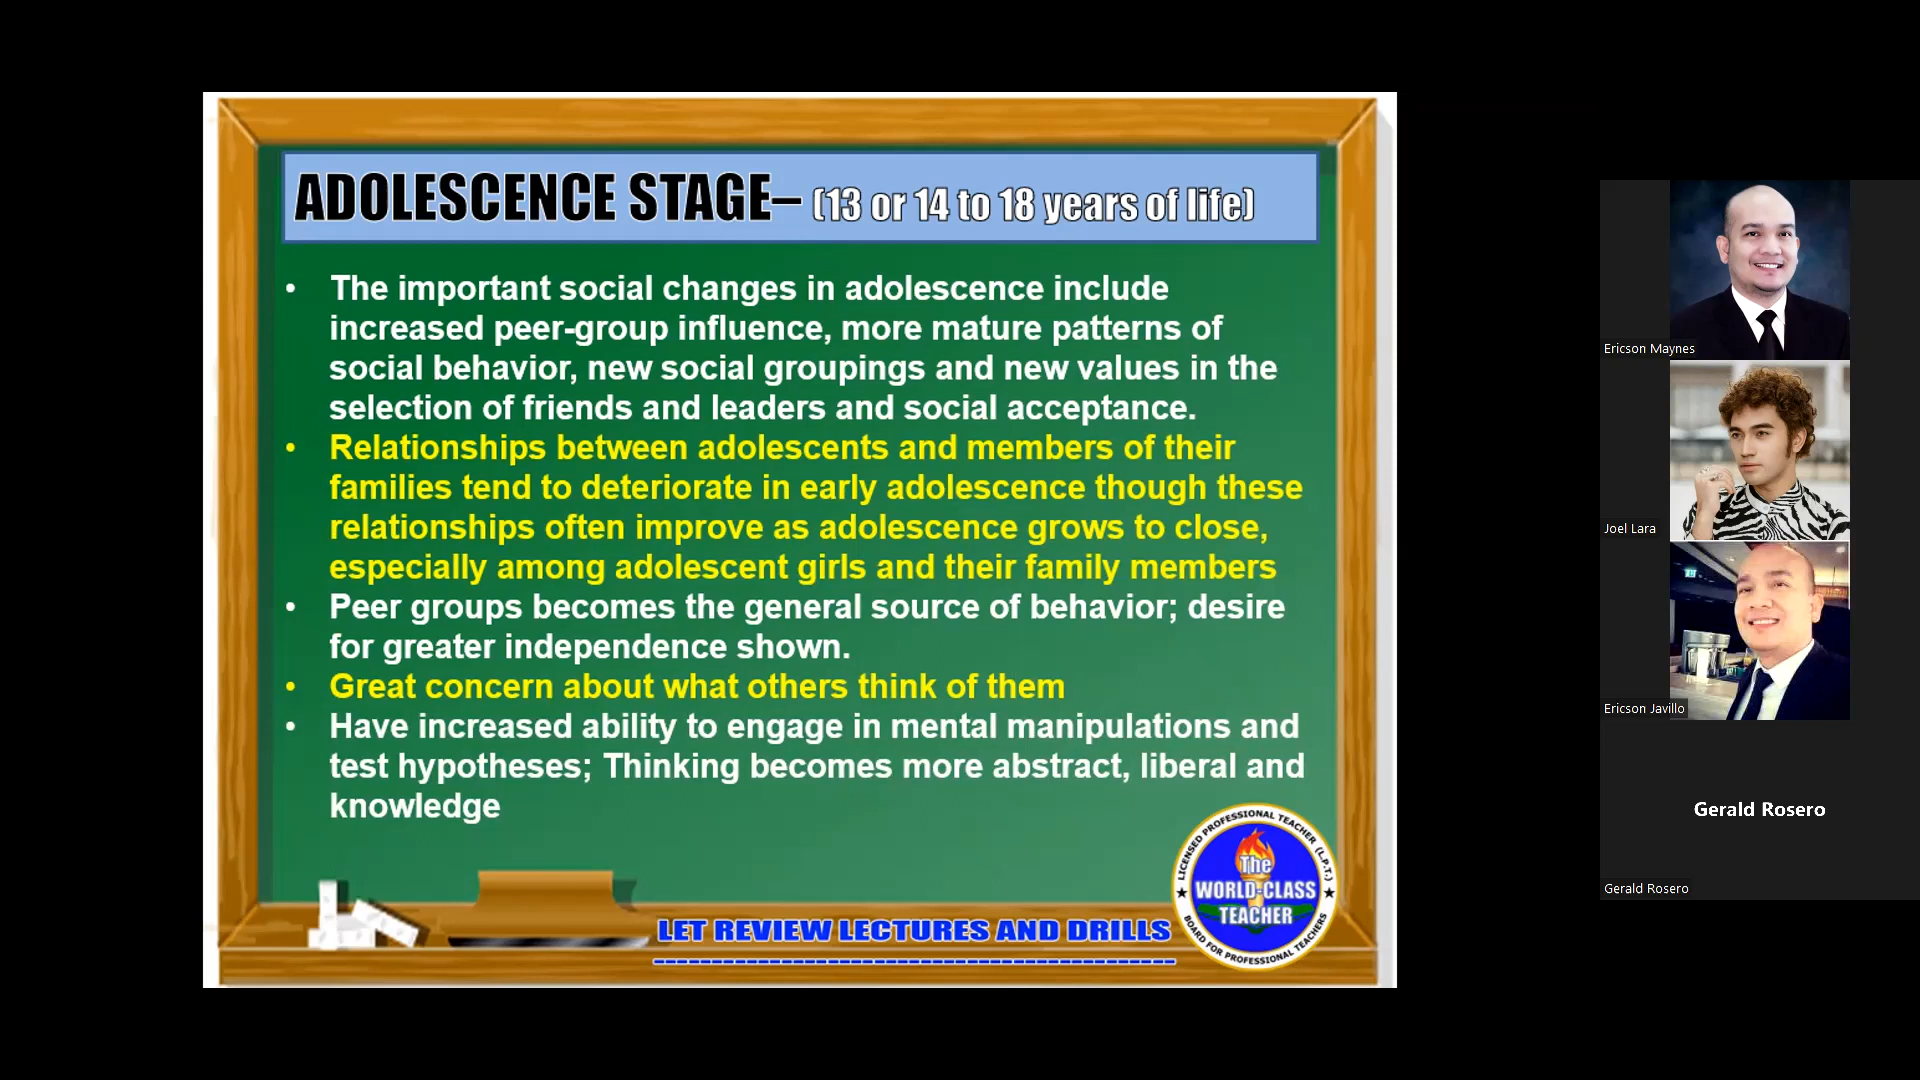 ADOLESCENCE STAGE– (13 or 14 to 18 years of life)
• The important social changes in adolescence include
increased peer-group influence, more mature patterns of
social behavior, new social groupings and new values in the
selection of friends and leaders and social acceptance.
• Relationships between adolescents and members of their
families tend to deteriorate in early adolescence though these
relationships often improve as adolescence grows to close,
especially among adolescent girls and their family members
• Peer groups becomes the general source of behavior; desire
for greater independence shown.
• Great concern about what others think of them
• Have increased ability to engage in mental manipulations and
test hypotheses; Thinking becomes more abstract, liberal and
knowledge
LET REVIEW LECTURES AND DRILLS
LICENSED PROFESSIONAL TEACHER (L.P.T.)
The
WORLD-CLASS
TEACHER
BOARD FOR PROFESSIONAL TEACHERS
Ericson Maynes
Joel Lara
Ericson Javillo
Gerald Rosero
Gerald Rosero